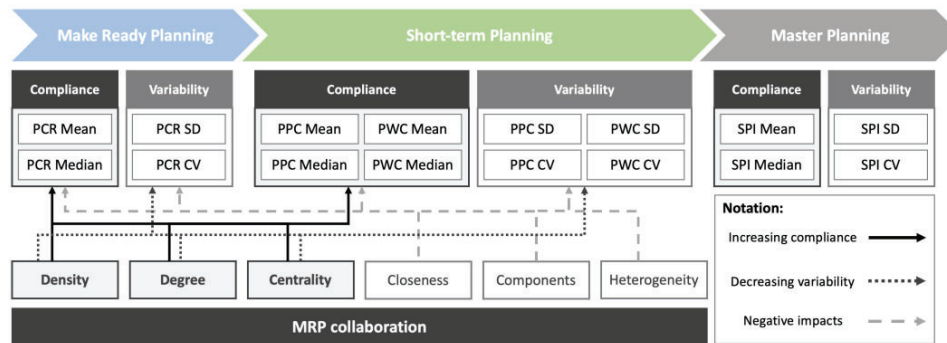 Make Ready Planning
Short-term Planning
Master Planning
Compliance
Variability
Compliance
Variability
Compliance
Variability
PCR Mean
PCR SD
PPC Mean
PWC Mean
PPC SD
PWC SD
SPI Mean
SPI SD
PCR Median
PCR CV
PPC Median
PWC Median
PPC CV
PWC CV
SPI Median
SPI CV
Notation:
Increasing compliance
Decreasing variability
Negative impacts
Density
Degree
Centrality
Closeness
Components
Heterogeneity
MRP collaboration